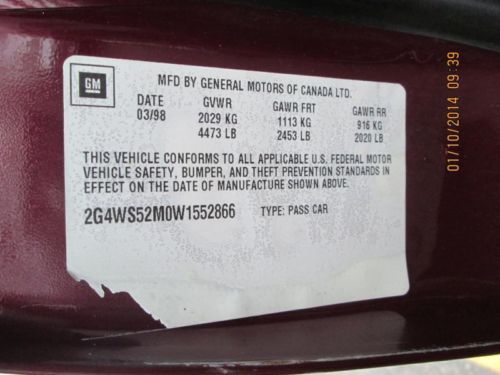 GM
MFD BY GENERAL MOTORS OF CANADA LTD.
DATE GVWR GAWR FRT GAWR RR
03/98 2029 KG 1113 KG 916 KG
4473 LB 2453 LB 2020 LB
THIS VEHICLE CONFORMS TO ALL APPLICABLE U.S. FEDERAL MOTOR
VEHICLE SAFETY, BUMPER, AND THEFT PREVENTION STANDARDS IN
EFFECT ON THE DATE OF MANUFACTURE SHOWN ABOVE.
2G4WS52M0W1552866 TYPE: PASS CAR
01/10/2014 09:39